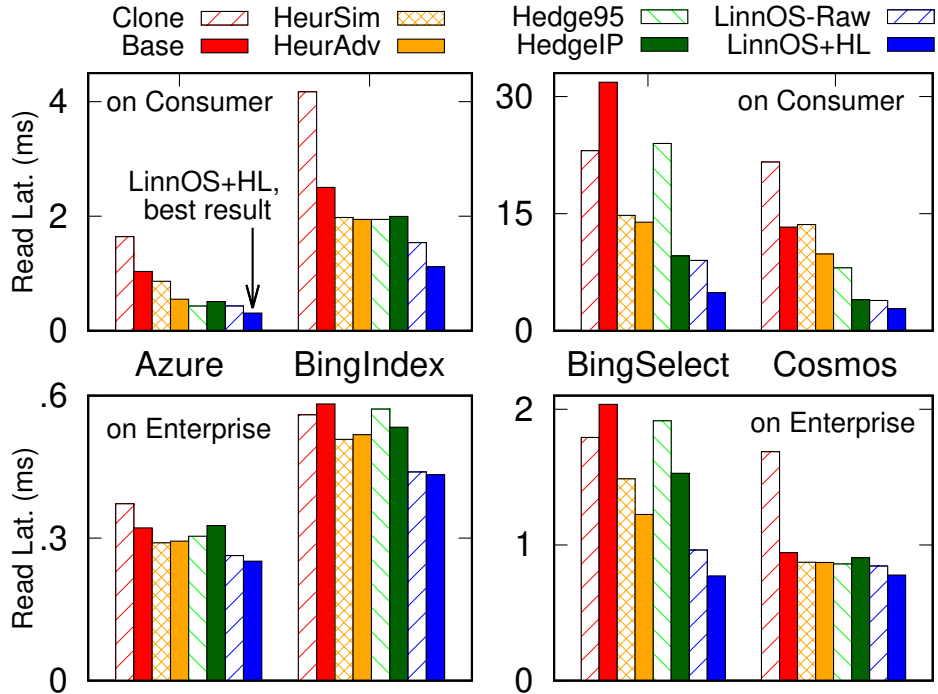 Clone HeurSim Hedge95 LinnOS-Raw
Base HeurAdv HedgeIP LinnOS+HL
Read Lat. (ms)
4
2
0
on Consumer
LinnOS+HL,
best result
30
15
0
on Consumer
Azure BingIndex BingSelect Cosmos
Read Lat. (ms)
.6
.3
0
on Enterprise
2
1
0
on Enterprise